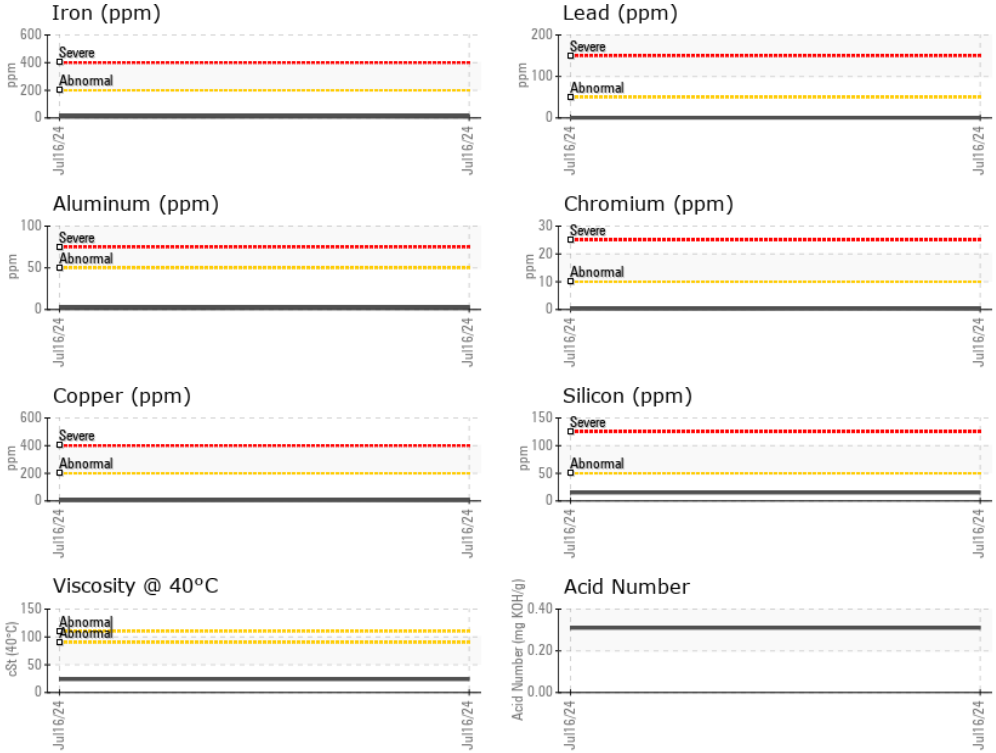 Iron (ppm)
600
400
200
0
ppm
Severe
Abnormal
Jul16/24
Jul16/24
Lead (ppm)
200
100
0
ppm
Severe
Abnormal
Jul16/24
Jul16/24
Aluminum (ppm)
100
50
0
ppm
Severe
Abnormal
Jul16/24
Jul16/24
Chromium (ppm)
30
20
10
0
ppm
Severe
Abnormal
Jul16/24
Jul16/24
Copper (ppm)
600
400
200
0
ppm
Severe
Abnormal
Jul16/24
Jul16/24
Silicon (ppm)
150
100
50
0
ppm
Severe
Abnormal
Jul16/24
Jul16/24
Viscosity @ 40°C
150
100
50
0
cSt (40°C)
Abnormal
Abnormal
Jul16/24
Jul16/24
Acid Number
0.40
0.20
0.00
Acid Number (mg KOH/g)
Jul16/24
Jul16/24